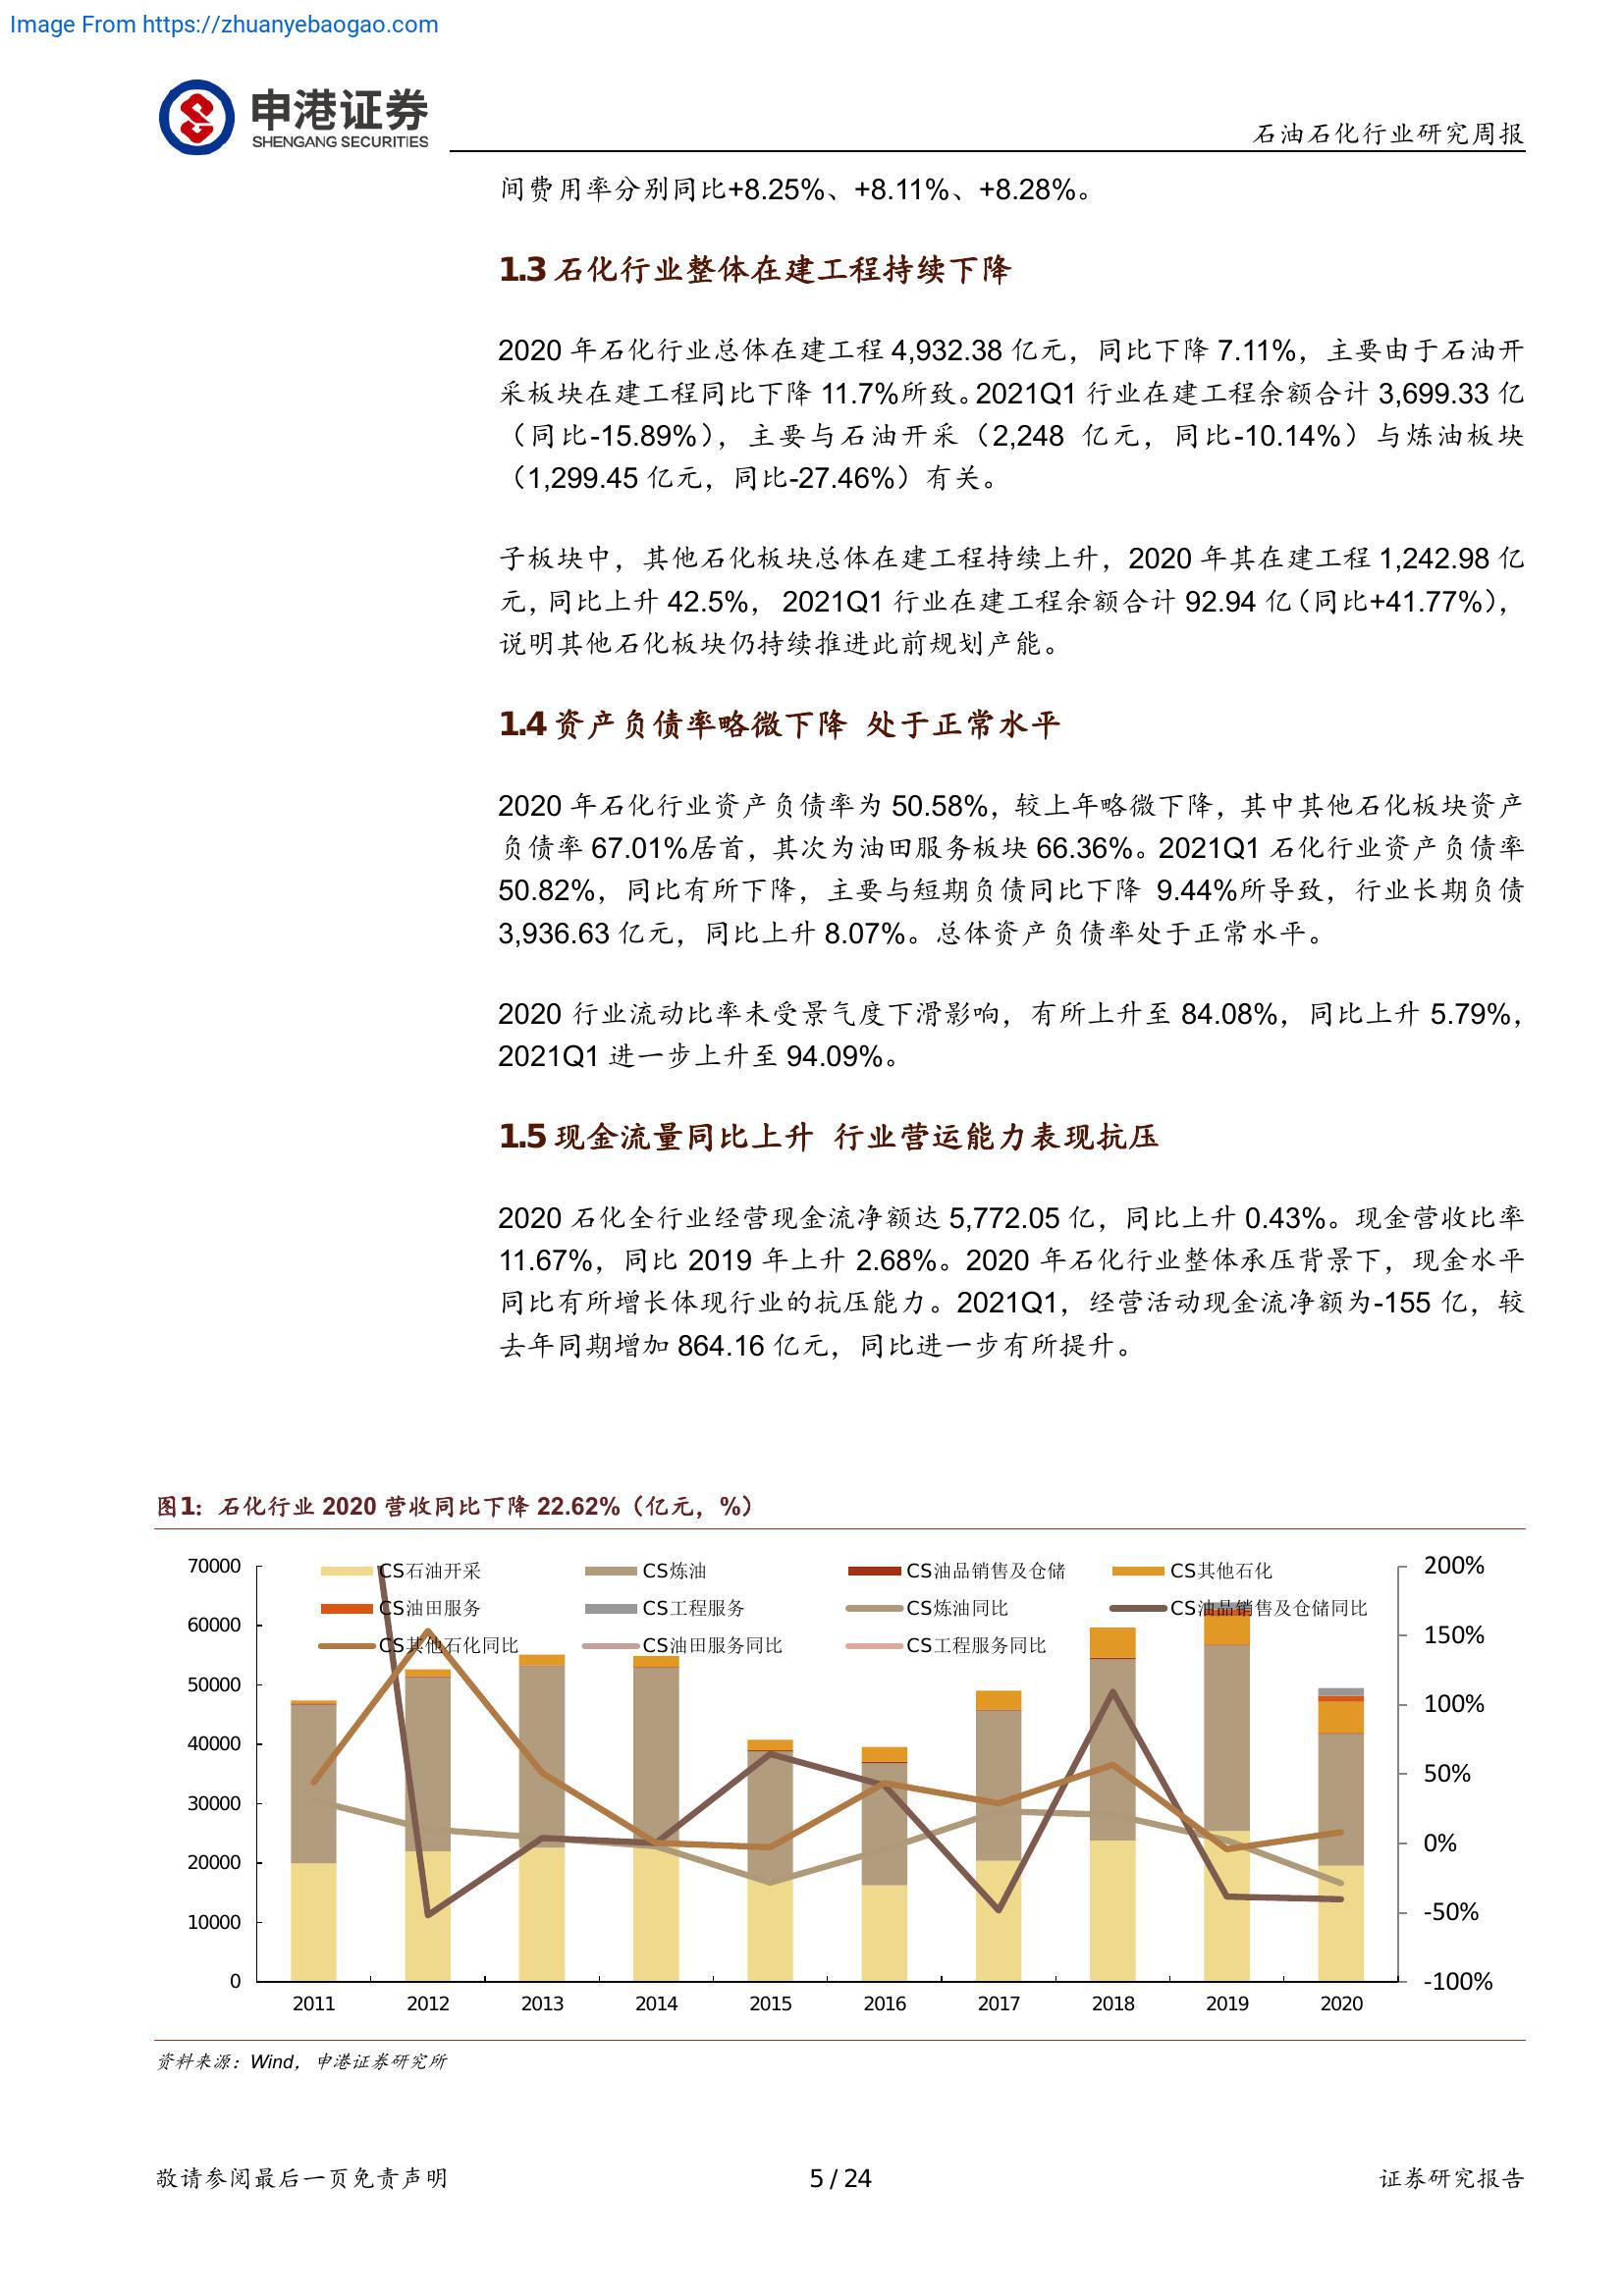 Image From https://zhuanyebaogao.com
申港证券
SHENGANG SECURITIES
石油石化行业研究周报
间费用率分别同比+8.25%、+8.11%、+8.28%。
1.3 石化行业整体在建工程持续下降
2020 年石化行业总体在建工程 4,932.38 亿元，同比下降 7.11%，主要由于石油开
采板块在建工程同比下降 11.7%所致。2021Q1 行业在建工程余额合计 3,699.33 亿
（同比-15.89%），主要与石油开采（2,248 亿元，同比-10.14%）与炼油板块
（1,299.45 亿元，同比-27.46%）有关。
子板块中，其他石化板块总体在建工程持续上升，2020 年其在建工程 1,242.98 亿
元，同比上升 42.5%， 2021Q1 行业在建工程余额合计 92.94 亿（同比+41.77%），
说明其他石化板块仍持续推进此前规划产能。
1.4 资产负债率略微下降 处于正常水平
2020 年石化行业资产负债率为 50.58%，较上年略微下降，其中其他石化板块资产
负债率 67.01%居首，其次为油田服务板块 66.36%。2021Q1 石化行业资产负债率
50.82%，同比有所下降，主要与短期负债同比下降 9.44%所导致，行业长期负债
3,936.63 亿元，同比上升 8.07%。总体资产负债率处于正常水平。
2020 行业流动比率未受景气度下滑影响，有所上升至 84.08%，同比上升 5.79%，
2021Q1 进一步上升至 94.09%。
1.5 现金流量同比上升 行业营运能力表现抗压
2020 石化全行业经营现金流净额达 5,772.05 亿，同比上升 0.43%。现金营收比率
11.67%，同比 2019 年上升 2.68%。2020 年石化行业整体承压背景下，现金水平
同比有所增长体现行业的抗压能力。2021Q1，经营活动现金流净额为-155 亿，较
去年同期增加 864.16 亿元，同比进一步有所提升。
图1：石化行业 2020 营收同比下降 22.62%（亿元，%）
70000 CS石油开采 CS炼油 CS油品销售及仓储 CS其他石化 200%
CS油田服务 CS工程服务 CS炼油同比 CS油品销售及仓储同比
60000 150%
CS其他石化同比 CS油田服务同比 CS工程服务同比
50000 100%
40000
50%
30000
0%
20000
10000 -50%
0 -100%
2011 2012 2013 2014 2015 2016 2017 2018 2019 2020
资料来源：Wind，申港证券研究所
敬请参阅最后一页免责声明 5 / 24 证券研究报告